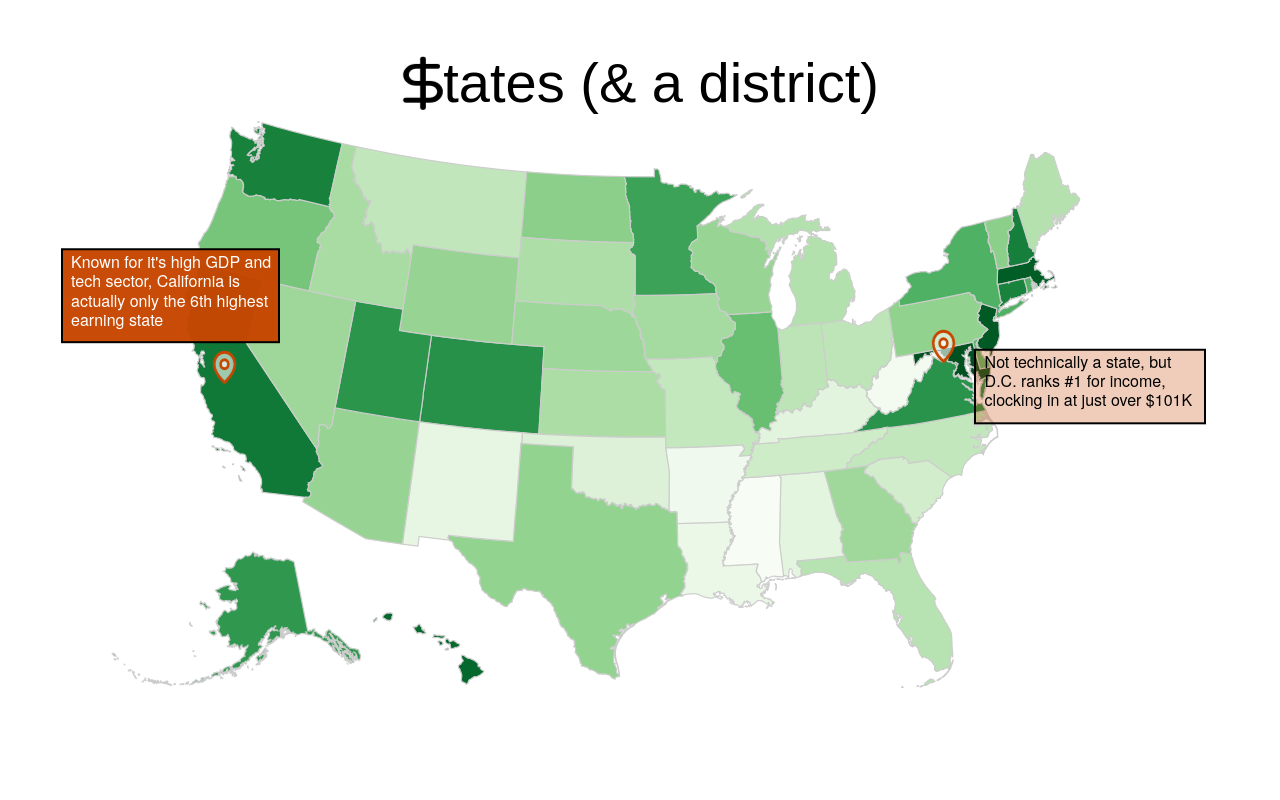 $tates (& a district)
Known for it's high GDP and
tech sector, California is
actually only the 6th highest
earning state
Not technically a state, but
D.C. ranks #1 for income,
clocking in at just over $101K